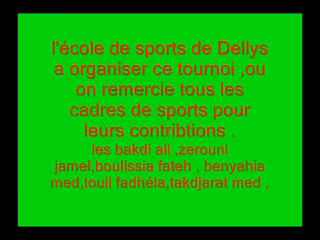 l'école de sports de Dellys
a organiser ce tournoi ,ou
on remercie tous les
cadres de sports pour
leurs contribtions .
les bakdi ali ,zerouni
jamel,boulissia fateh , benyahia
med,touil fadhéla,takdjarat med ,